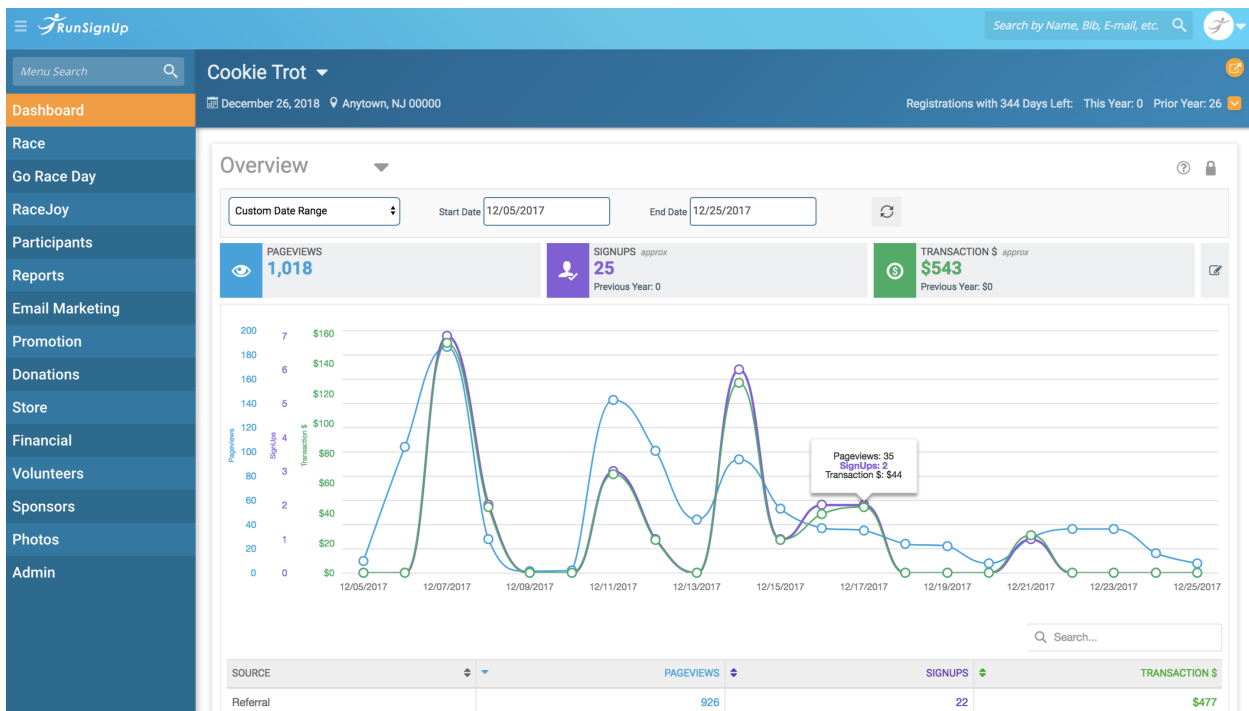 RunSignUp
Search by Name, Bib, E-mail, etc.
Menu Search
Cookie Trot
December 26, 2018 Anytown, NJ 00000
Registrations with 344 Days Left: This Year: 0 Prior Year: 26
Dashboard
Race
Go Race Day
RaceJoy
Participants
Reports
Email Marketing
Promotion
Donations
Store
Financial
Volunteers
Sponsors
Photos
Admin
Overview
Custom Date Range
Start Date 12/05/2017
End Date 12/25/2017
PAGEVIEWS
1,018
SIGNUPS approx
25
Previous Year: 0
TRANSACTION $ approx
$543
Previous Year: $0
Pageviews
200
180
160
140
120
100
80
60
40
20
0
SignUps
7
6
5
4
3
2
1
0
Transaction $
$160
$140
$120
$100
$80
$60
$40
$20
$0
Pageviews: 35
SignUps: 2
Transaction $: $44
12/05/2017 12/07/2017 12/09/2017 12/11/2017 12/13/2017 12/15/2017 12/17/2017 12/19/2017 12/21/2017 12/23/2017 12/25/2017
Search...
SOURCE PAGEVIEWS SIGNUPS TRANSACTION $
Referral 926 22 $477